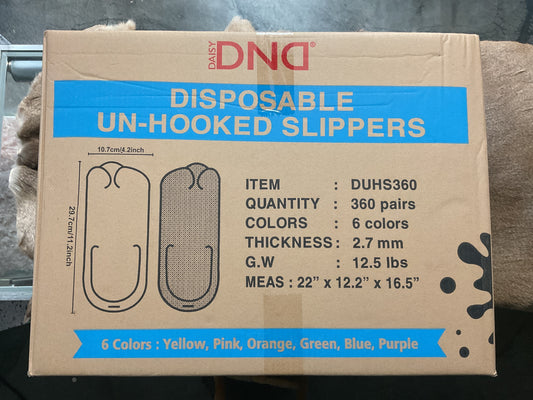 DAISY DND®
DISPOSABLE
UN-HOOKED SLIPPERS
10.7cm/4.2inch
29.7cm/11.2inch
ITEM : DUHS360
QUANTITY : 360 pairs
COLORS : 6 colors
THICKNESS : 2.7 mm
G.W : 12.5 lbs
MEAS : 22” x 12.2” x 16.5”
6 Colors : Yellow, Pink, Orange, Green, Blue, Purple